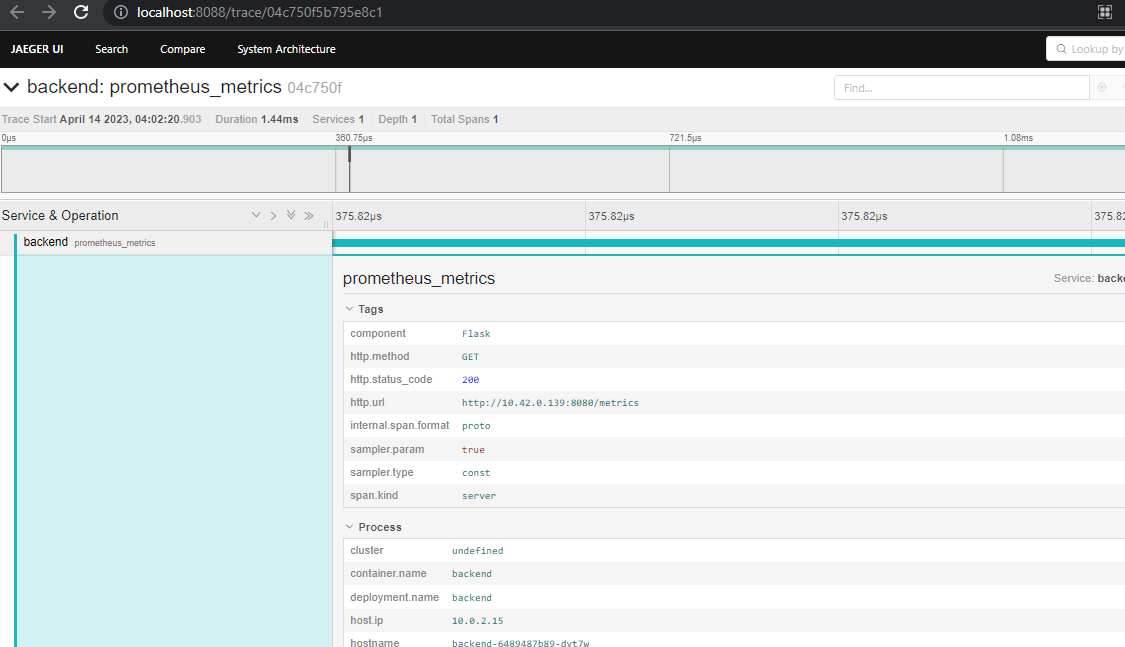 localhost:8088/trace/04c750f5b795e8c1
JAEGER UI Search Compare System Architecture Lookup by
backend: prometheus_metrics 04c750f Find...
Trace Start April 14 2023, 04:02:20.903 Duration 1.44ms Services 1 Depth 1 Total Spans 1
0μs 360.75μs 721.5μs 1.08ms
Service & Operation 375.82μs 375.82μs 375.82μs 375.8
backend prometheus_metrics
prometheus_metrics Service: backe
Tags
component Flask
http.method GET
http.status_code 200
http.url http://10.42.0.139:8080/metrics
internal.span.format proto
sampler.param true
sampler.type const
span.kind server
Process
cluster undefined
container.name backend
deployment.name backend
host.ip 10.0.2.15
hostname backend-6489487b89-dvt7w